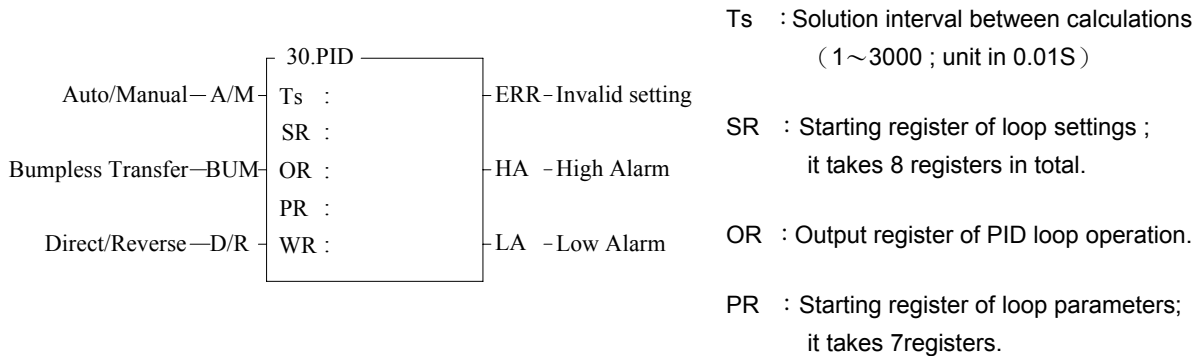 30.PID
Auto/Manual—A/M
Ts :
ERR–Invalid setting
SR :
Bumpless Transfer—BUM
OR :
HA –High Alarm
PR :
Direct/Reverse—D/R
WR :
LA –Low Alarm
Ts :Solution interval between calculations
（1～3000 ; unit in 0.01S）
SR :Starting register of loop settings ;
it takes 8 registers in total.
OR :Output register of PID loop operation.
PR :Starting register of loop parameters;
it takes 7registers.